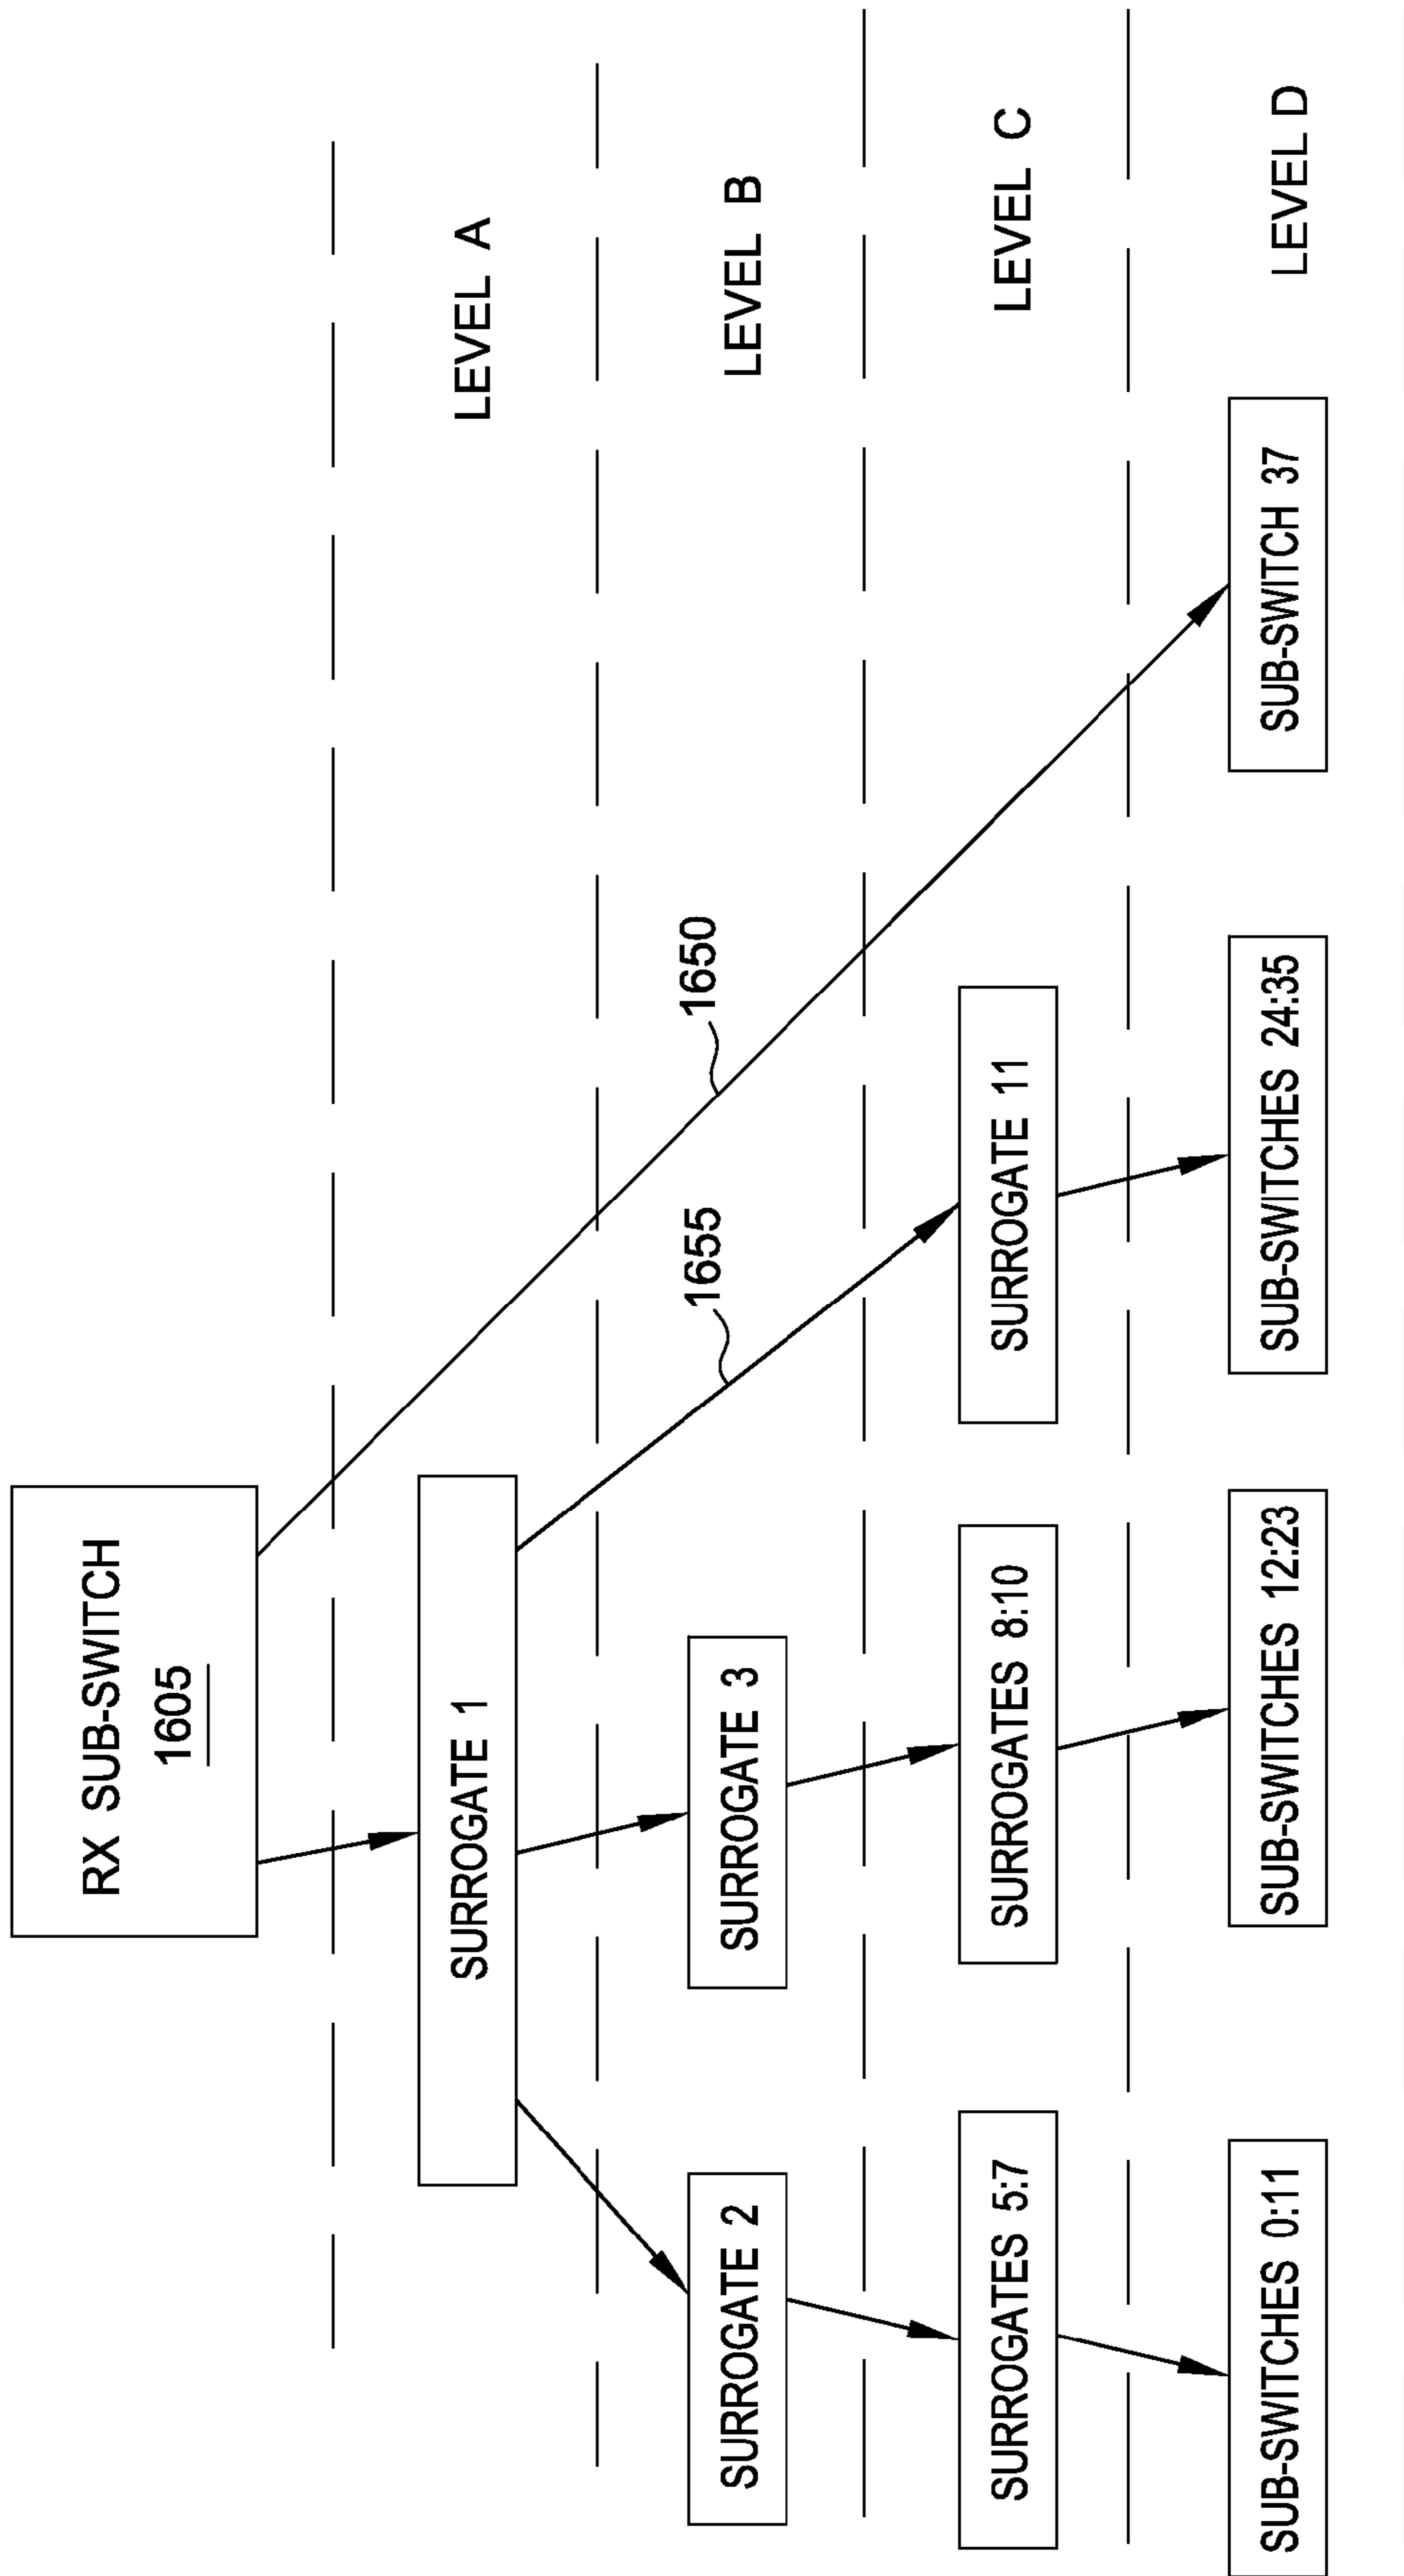 RX SUB-SWITCH
1605
SURROGATE 1
LEVEL A
SURROGATE 2
SURROGATE 3
1655
1650
LEVEL B
SURROGATES 5:7
SURROGATES 8:10
SURROGATE 11
LEVEL C
SUB-SWITCHES 0:11
SUB-SWITCHES 12:23
SUB-SWITCHES 24:35
SUB-SWITCH 37
LEVEL D